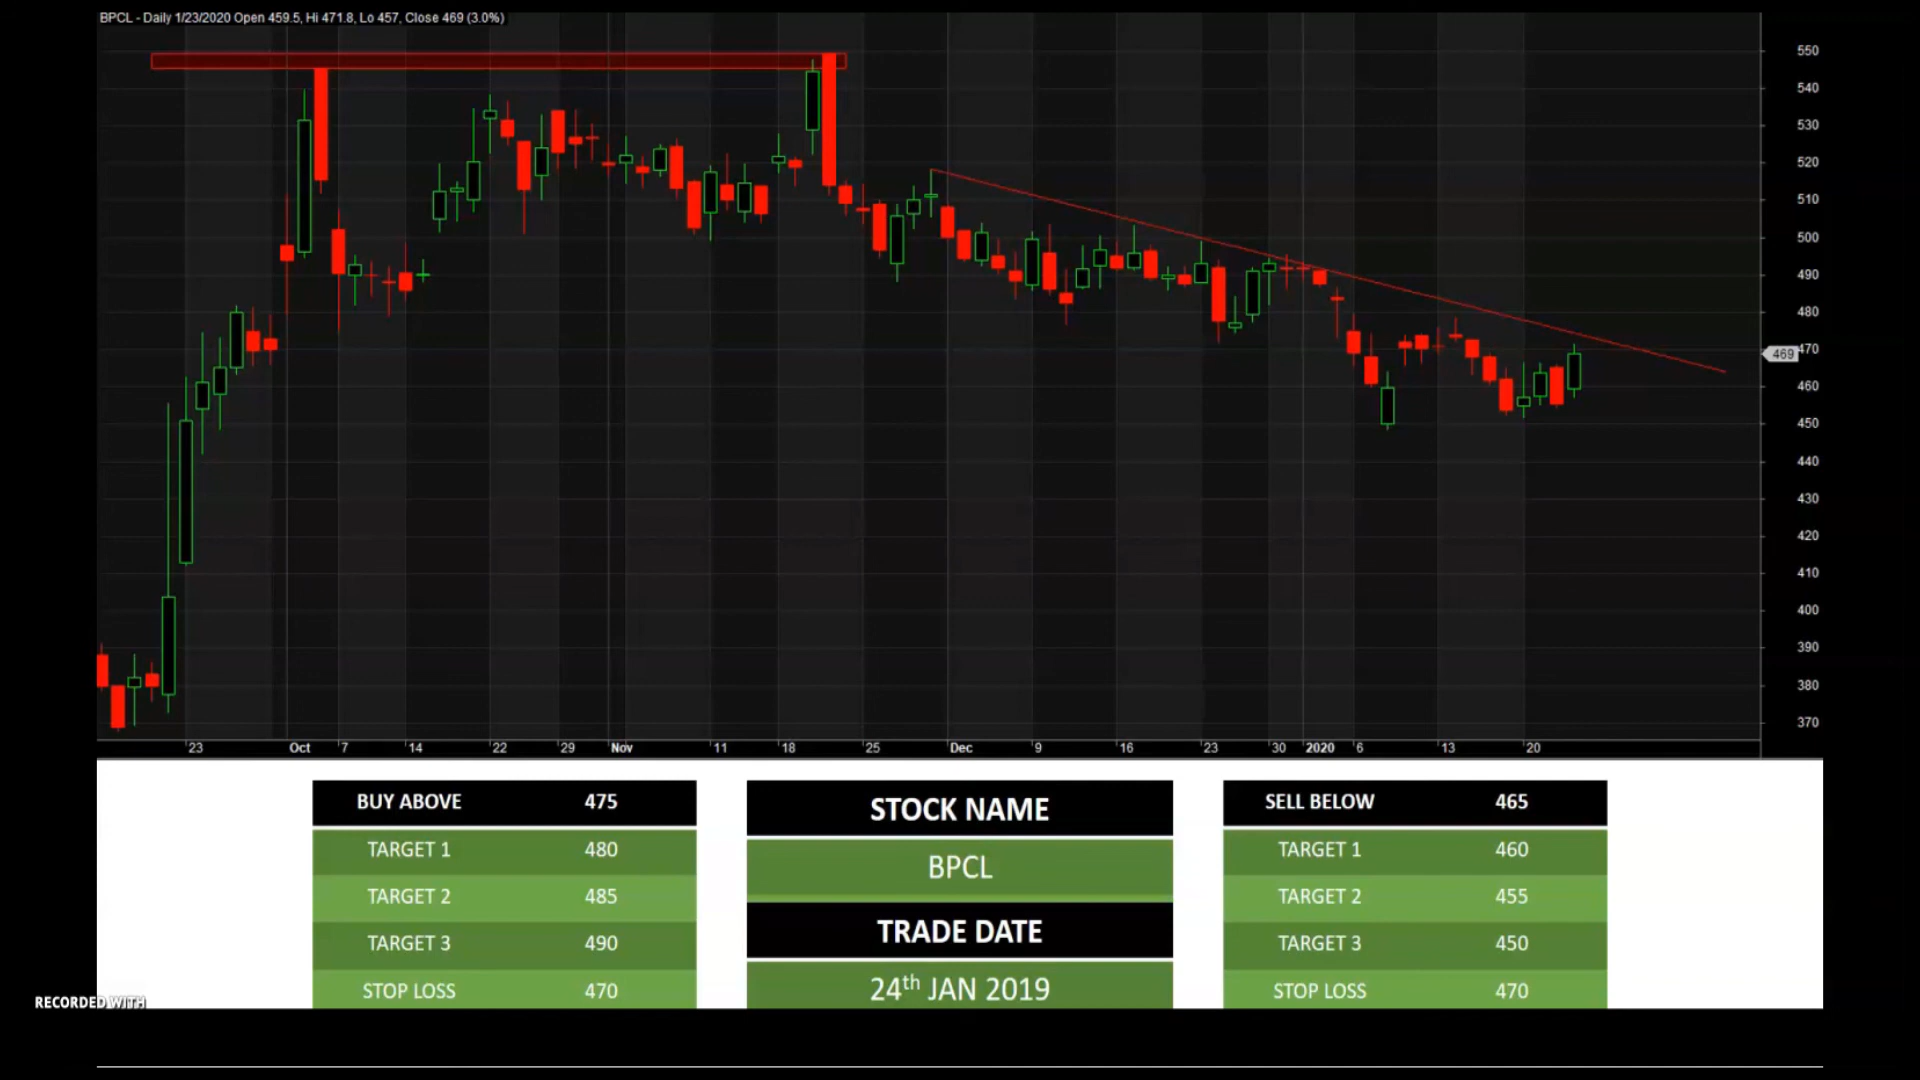 BPCL - Daily 1/23/2020 Open 459.5, Hi 471.8, Lo 457, Close 469 (3.0%)
550
540
530
520
510
500
490
480
469 470
460
450
440
430
420
410
400
390
380
370
23 Oct 7 14 22 29 Nov 11 18 25 Dec 9 16 23 30 2020 6 13 20
BUY ABOVE 475
TARGET 1 480
TARGET 2 485
TARGET 3 490
STOP LOSS 470
STOCK NAME
BPCL
TRADE DATE
24th JAN 2019
SELL BELOW 465
TARGET 1 460
TARGET 2 455
TARGET 3 450
STOP LOSS 470
RECORDED WITH